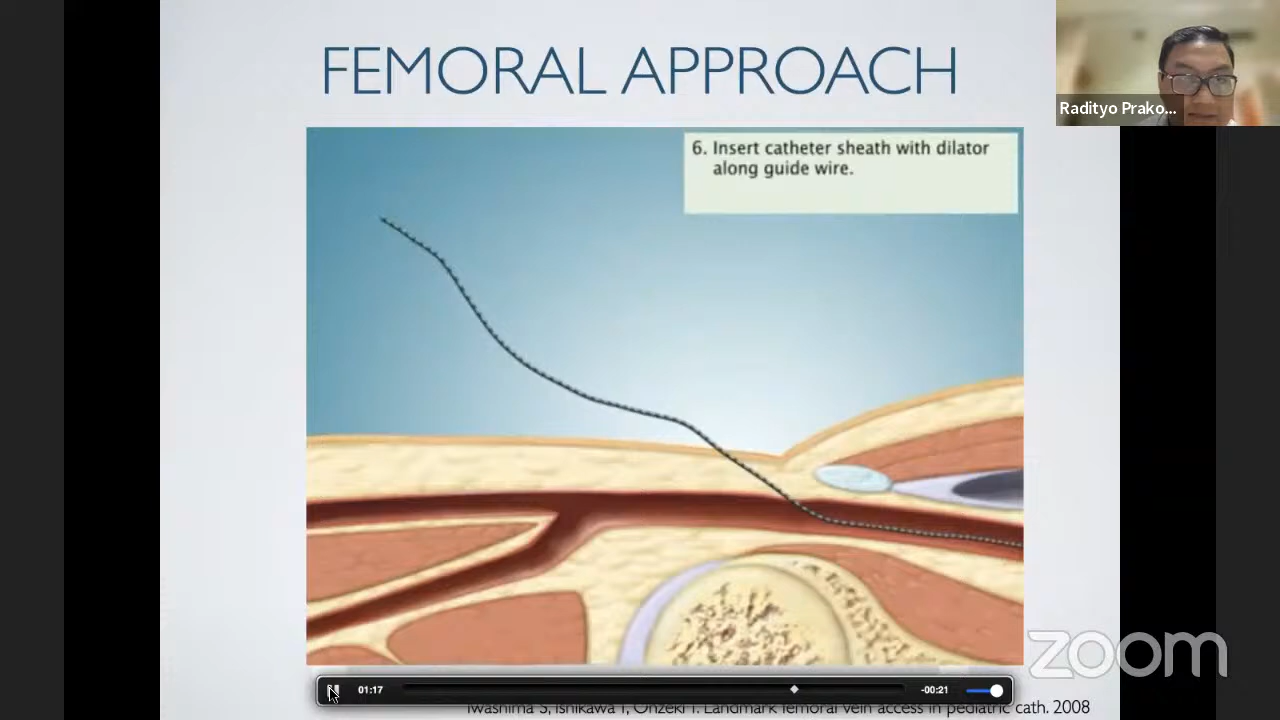 FEMORAL APPROACH
Radityo Prako...
6. Insert catheter sheath with dilator
along guide wire.
zoom
01:17
-00:21
Iwashima S, Ishikawa T, Ohzeki T. Landmark femoral vein access in pediatric cath. 2008